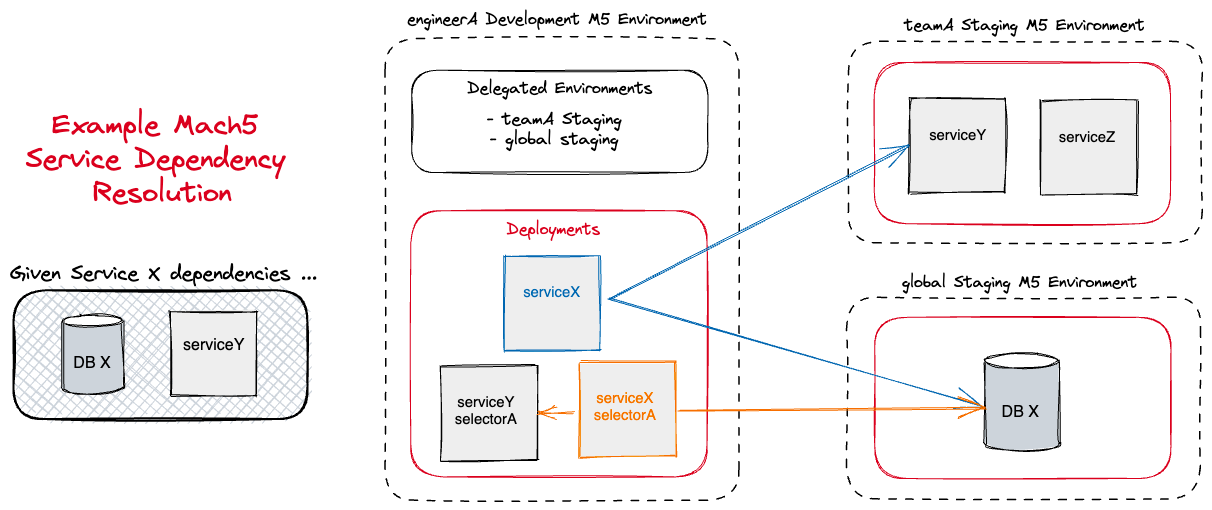 Example Mach5
Service Dependency
Resolution
Given Service X dependencies ...
DB X
serviceY
engineerA Development M5 Environment
Delegated Environments
- teamA Staging
- global staging
Deployments
serviceX
serviceY
selectorA
serviceX
selectorA
teamA Staging M5 Environment
serviceY
serviceZ
global Staging M5 Environment
DB X